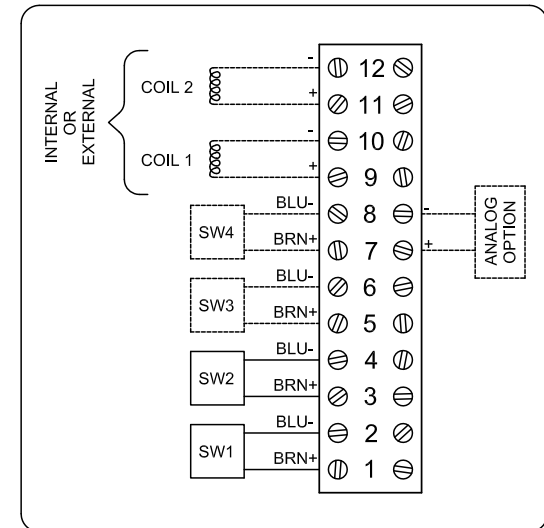 INTERNAL
OR
EXTERNAL
COIL 2
-
+
COIL 1
-
+
12
11
10
9
8
7
6
5
4
3
2
1
SW4
BLU-
BRN+
SW3
BLU-
BRN+
SW2
BLU-
BRN+
SW1
BLU-
BRN+
-
+
ANALOG
OPTION